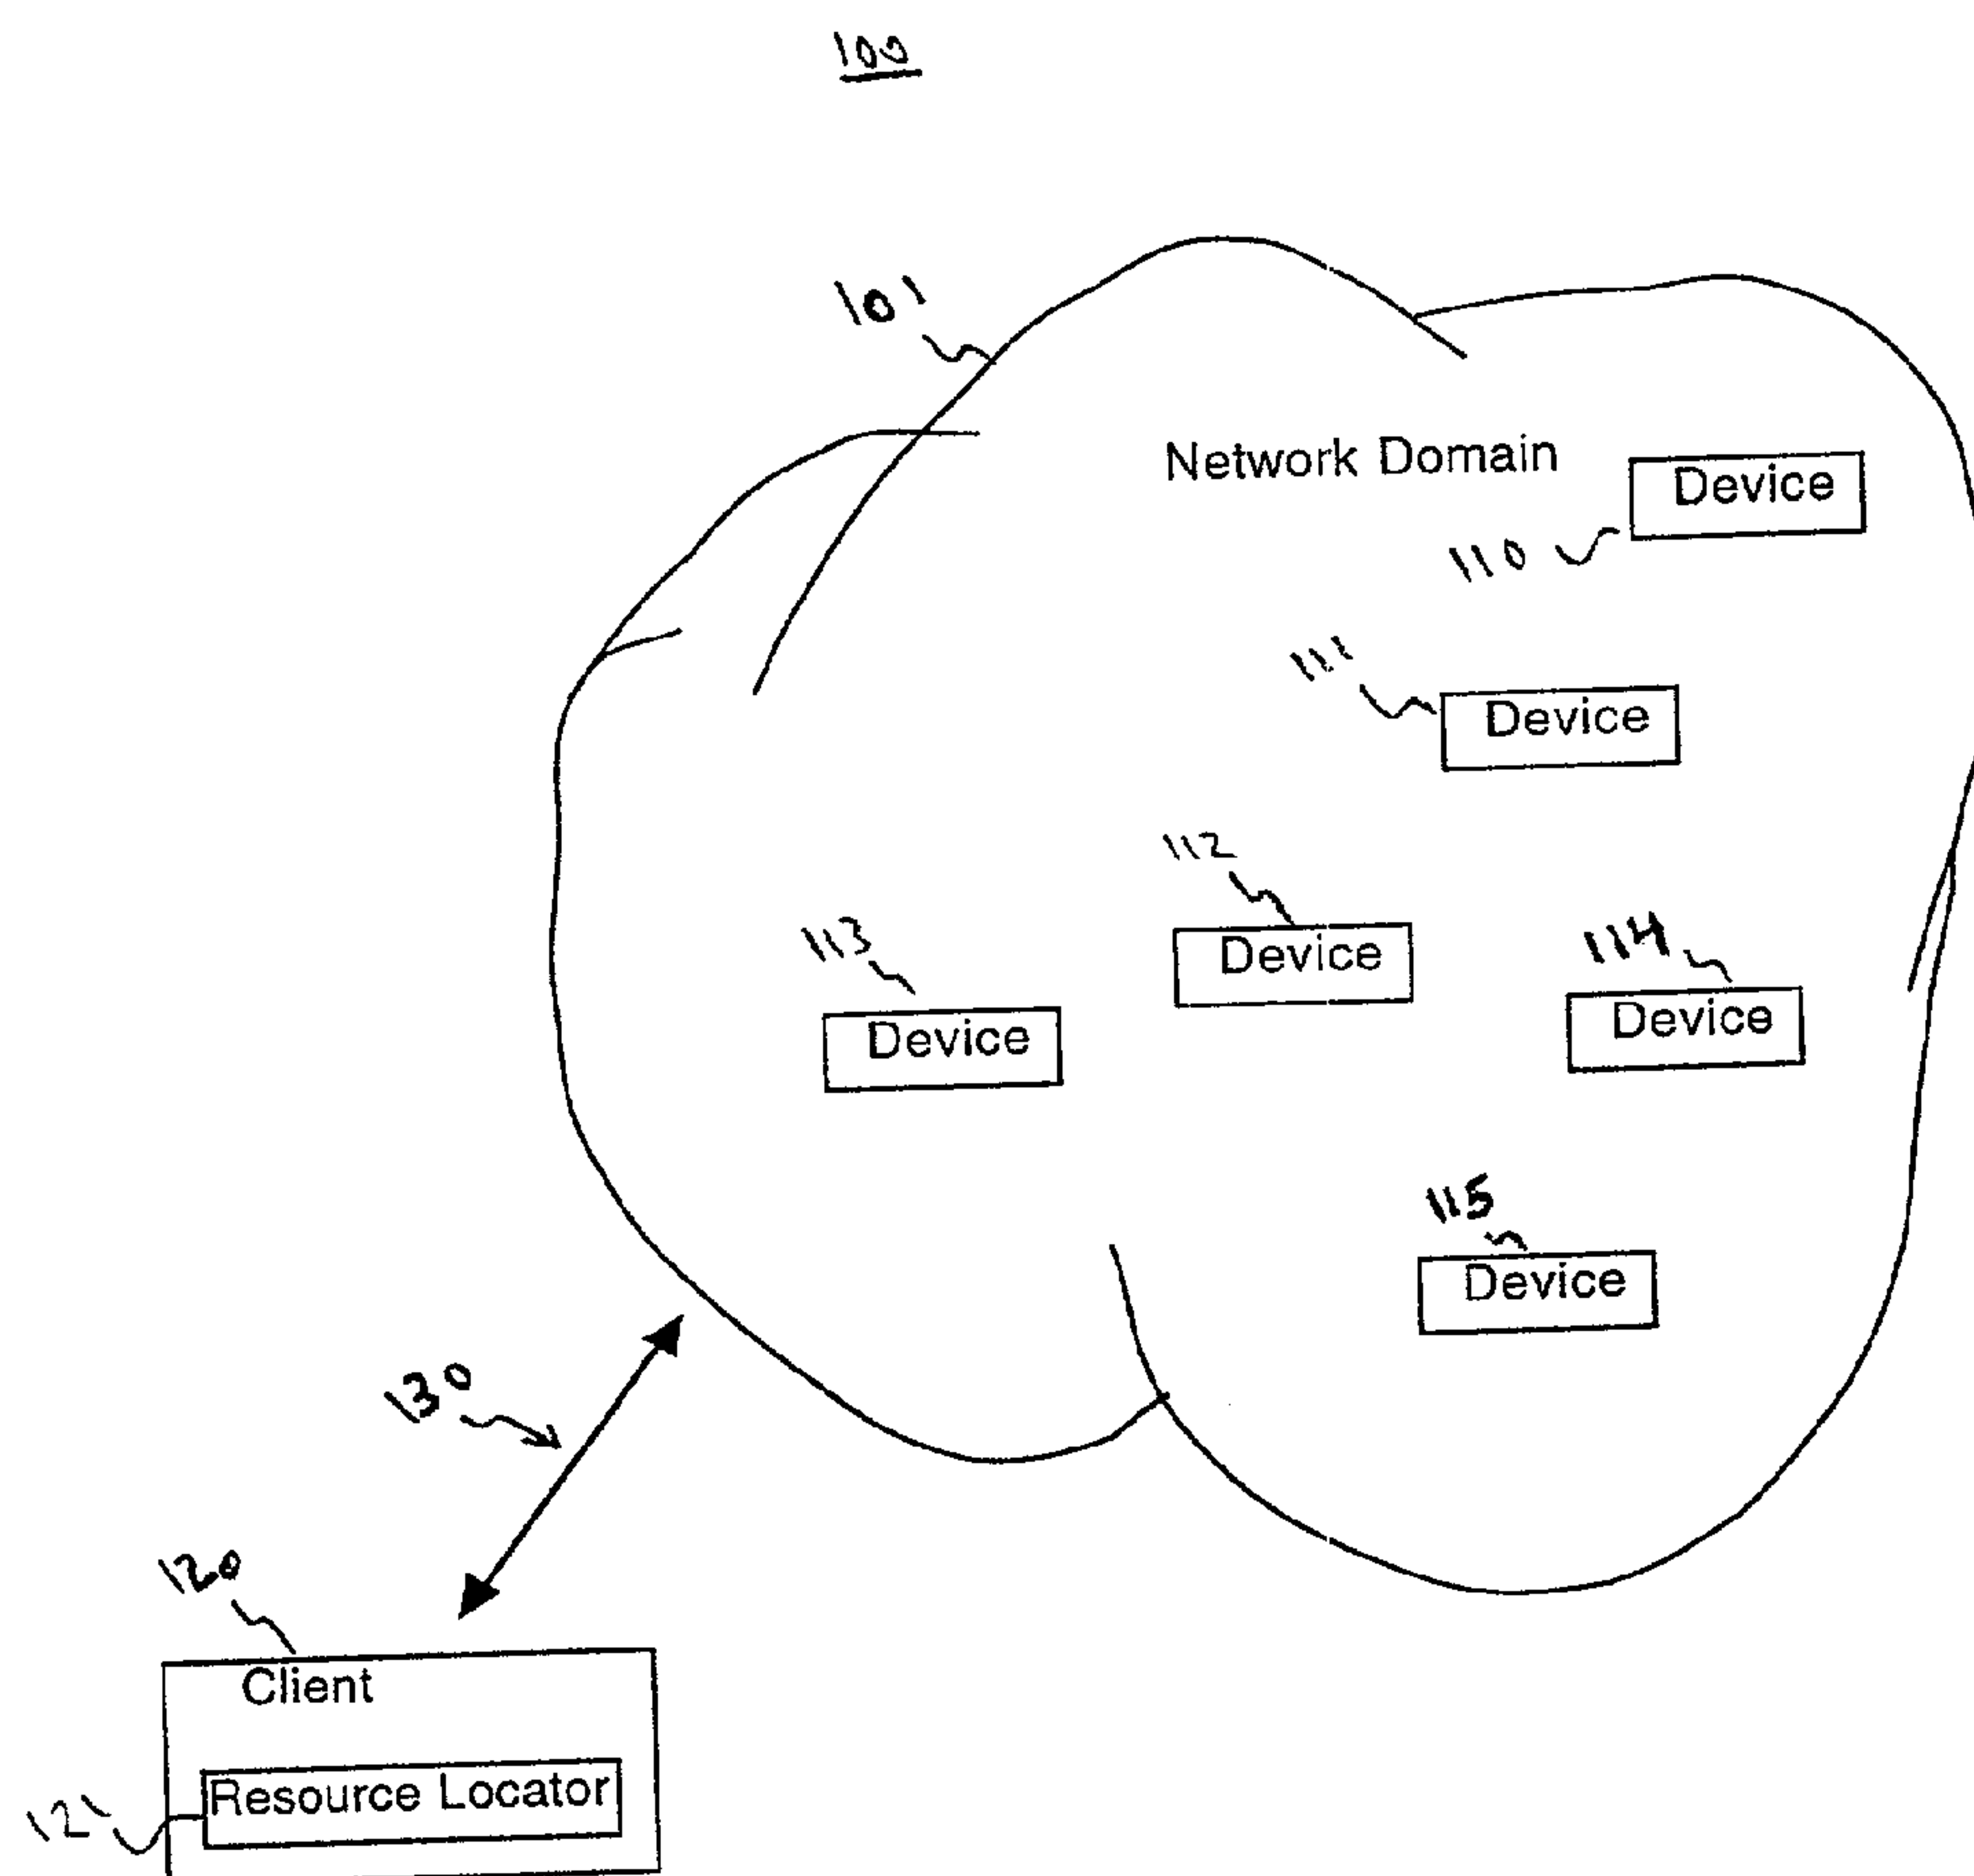 100
101
Network Domain
Device
110
111
Device
112
Device
113
Device
114
Device
115
Device
130
120
Client
Resource Locator
121